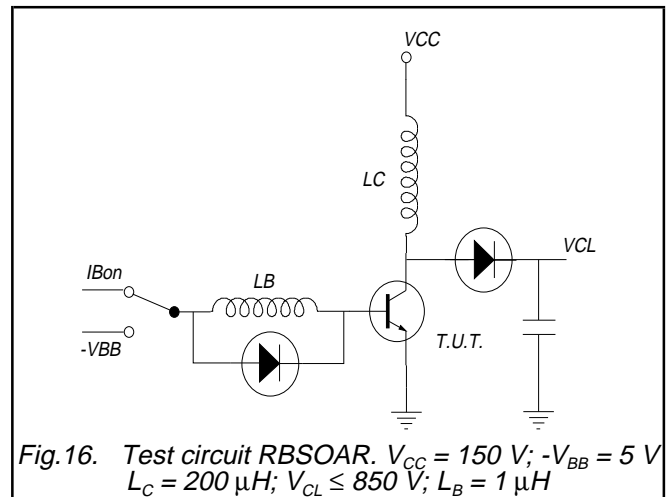 VCC
LC
IBon
LB
VCL
-VBB
T.U.T.
Fig.16. Test circuit RBSOAR. VCC = 150 V; -VBB = 5 V
LC = 200 μH; VCL ≤ 850 V; LB = 1 μH